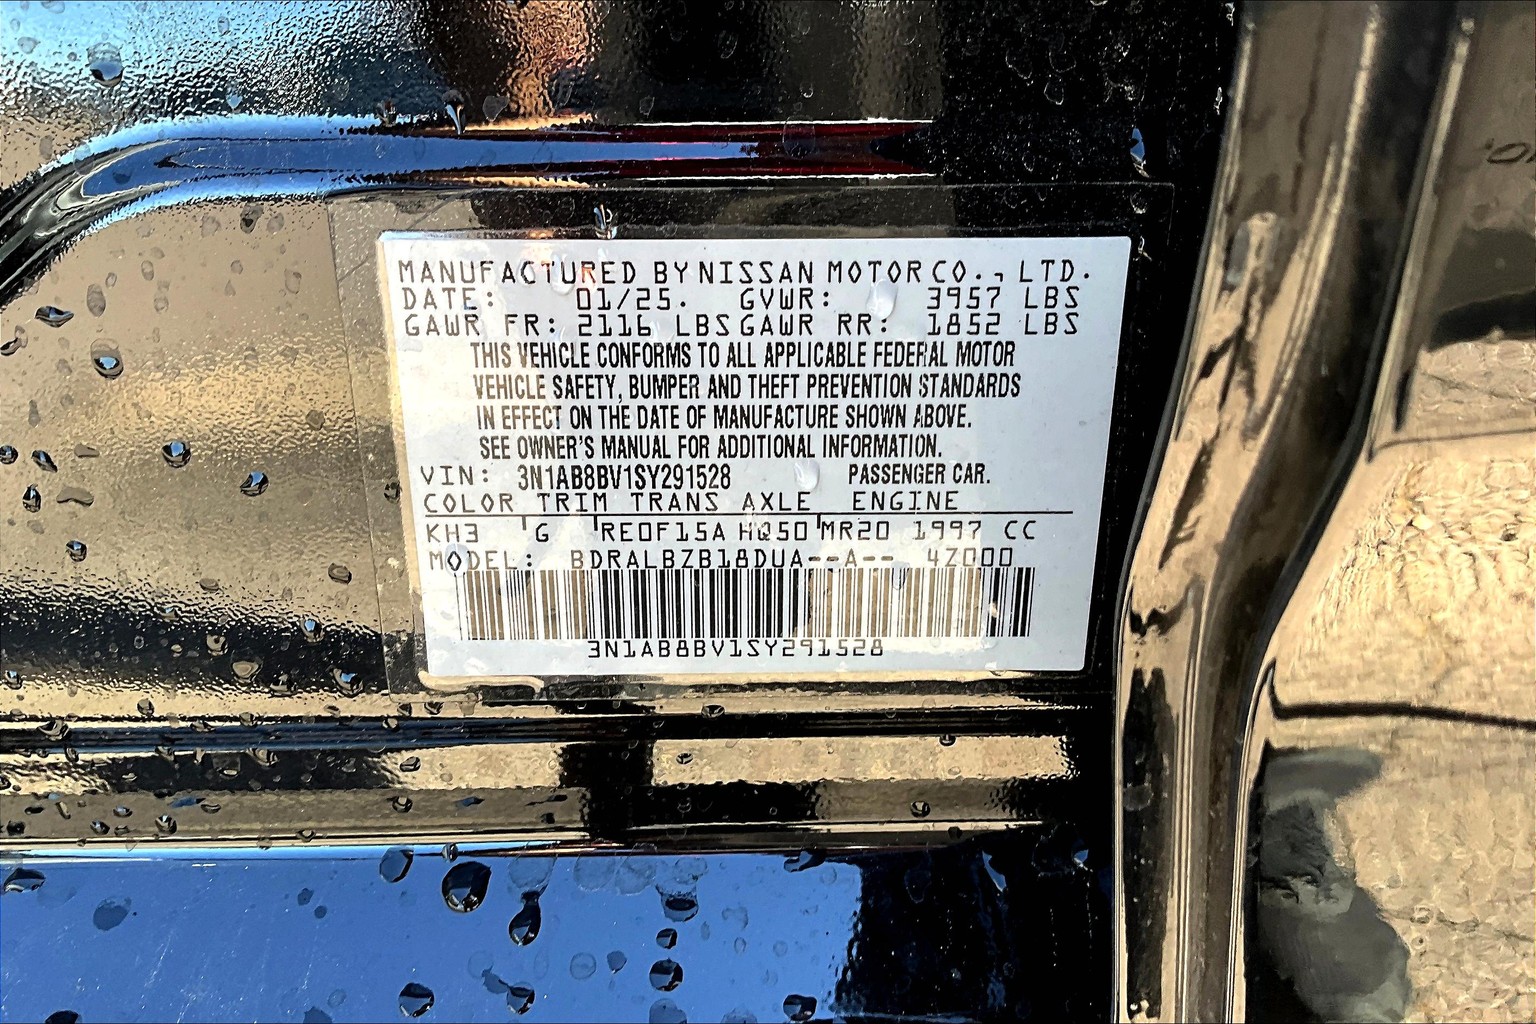 MANUFACTURED BY NISSAN MOTOR CO., LTD.
DATE: 01/25. GVWR: 3957 LBS
GAWR FR: 2116 LBS GAWR RR: 1852 LBS
THIS VEHICLE CONFORMS TO ALL APPLICABLE FEDERAL MOTOR
VEHICLE SAFETY, BUMPER AND THEFT PREVENTION STANDARDS
IN EFFECT ON THE DATE OF MANUFACTURE SHOWN ABOVE.
SEE OWNER'S MANUAL FOR ADDITIONAL INFORMATION.
VIN: 3N1AB8BV1SY291528 PASSENGER CAR.
COLOR TRIM TRANS AXLE ENGINE
KH3 G RE0F15A HQ50 MR20 1997 CC
MODEL: BDRALBZB18DUA--A-- 4Z000
3N1AB8BV1SY291528